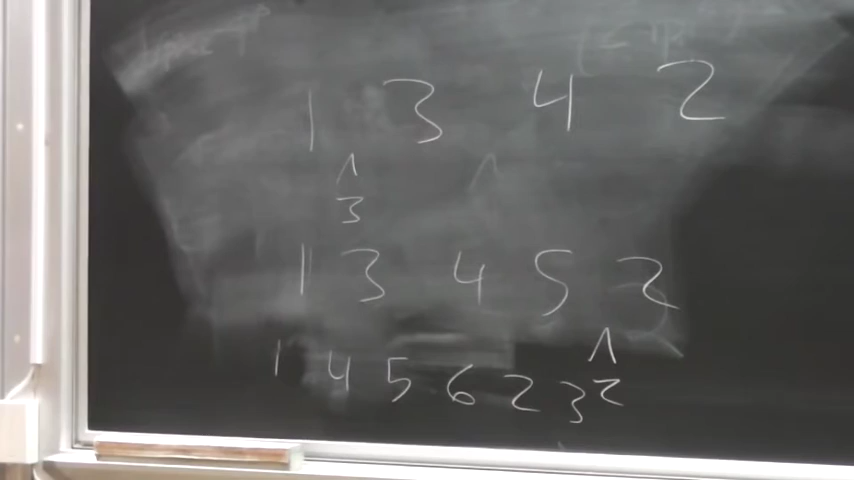 1 3 4 2
^ ^
3
1 3 4 5 2
^
1 4 5 6 2 3 2